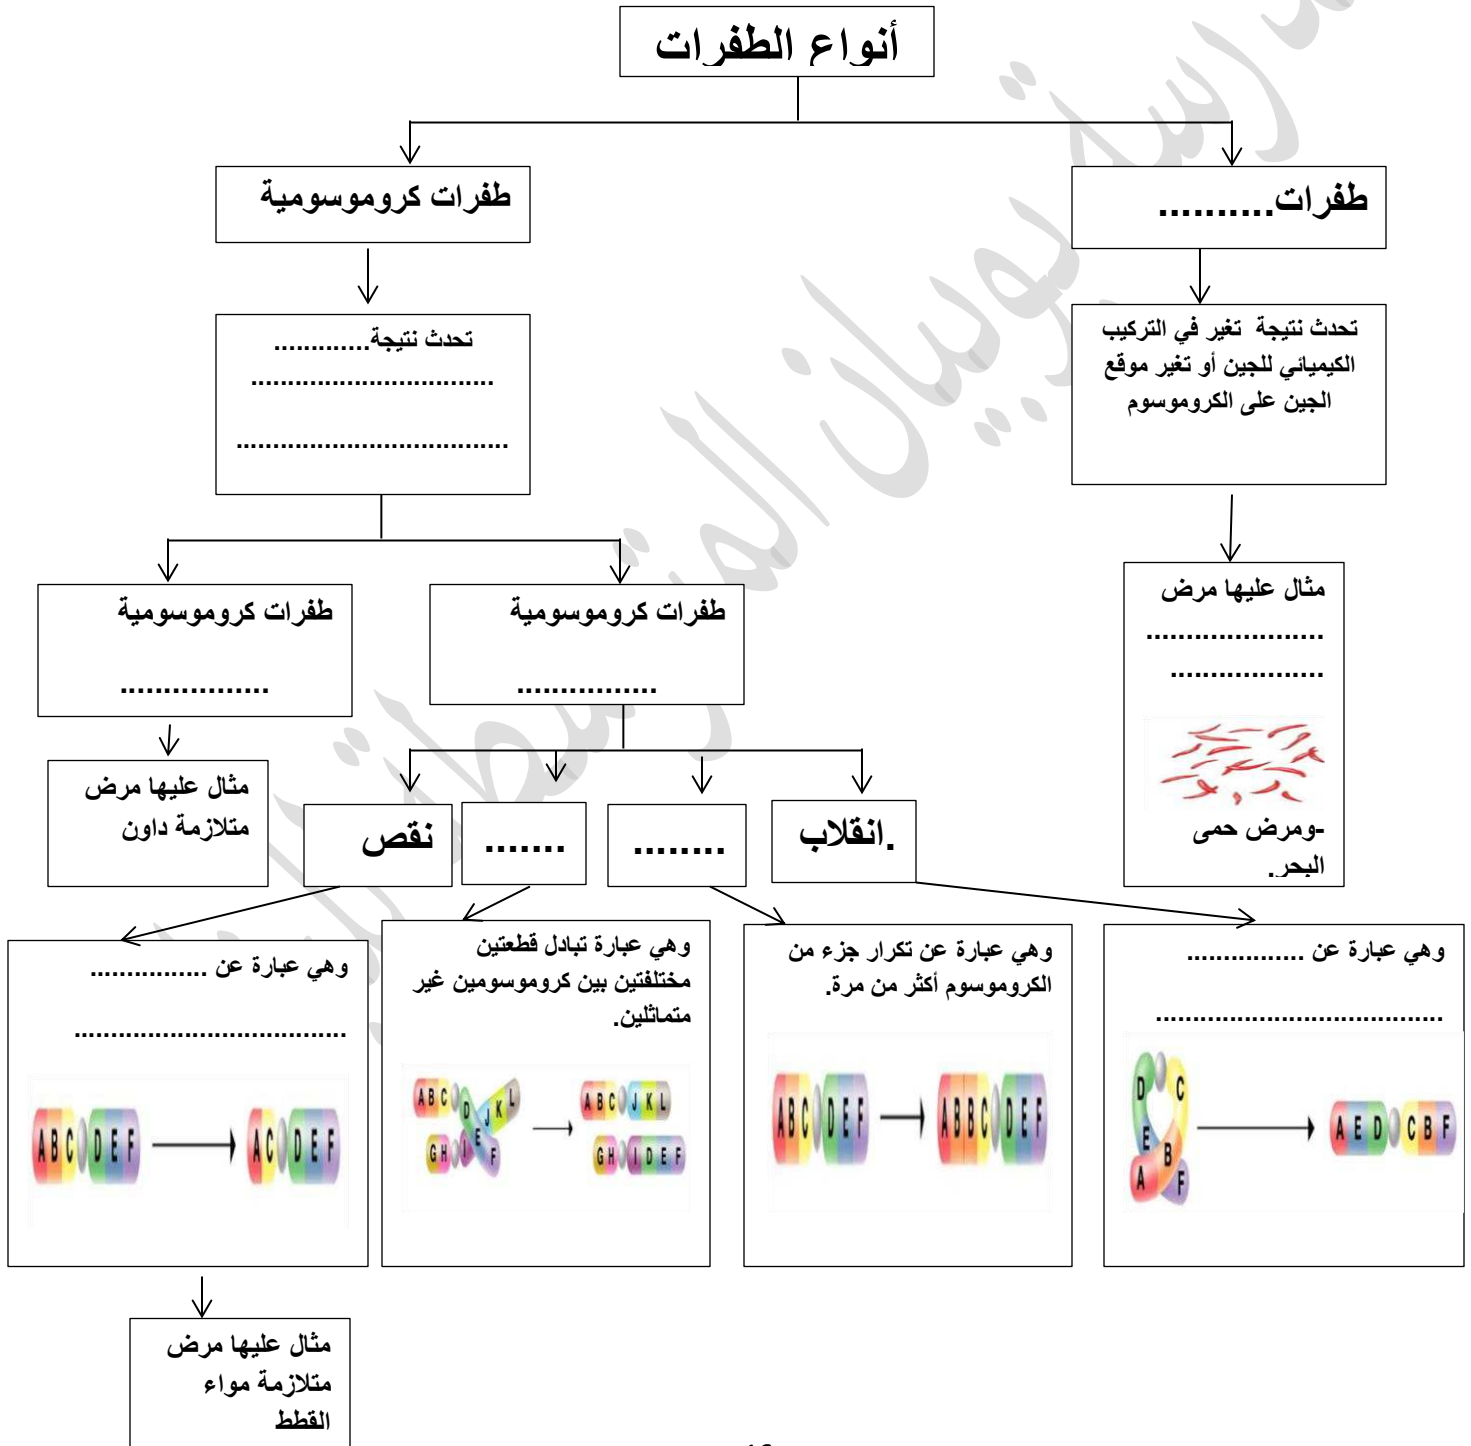 أنواع الطفرات
طفرات..........
طفرات كروموسومية
تحدث نتيجة  تغير في التركيب
الكيميائي للجين أو تغير موقع
الجين على الكروموسوم
تحدث نتيجة.............
.................................
.....................................
مثال عليها مرض
......................
...................
-ومرض حمى
البحر.
طفرات كروموسومية
................
طفرات كروموسومية
.................
مثال عليها مرض
متلازمة داون
.انقلاب
........
.......
نقص
وهي عبارة عن ................
.......................................
D C
E B
A F
A E D C B F
وهي عبارة عن تكرار جزء من
الكروموسوم أكثر من مرة.
A B C D E F
A B B C D E F
وهي عبارة تبادل قطعتين
مختلفتين بين كروموسومين غير
متماثلين.
A B C D J K L
G H I E F
A B C J K L
G H I D E F
وهي عبارة عن ................
.....................................
A B C D E F
A C D E F
مثال عليها مرض
متلازمة مواء
القطط